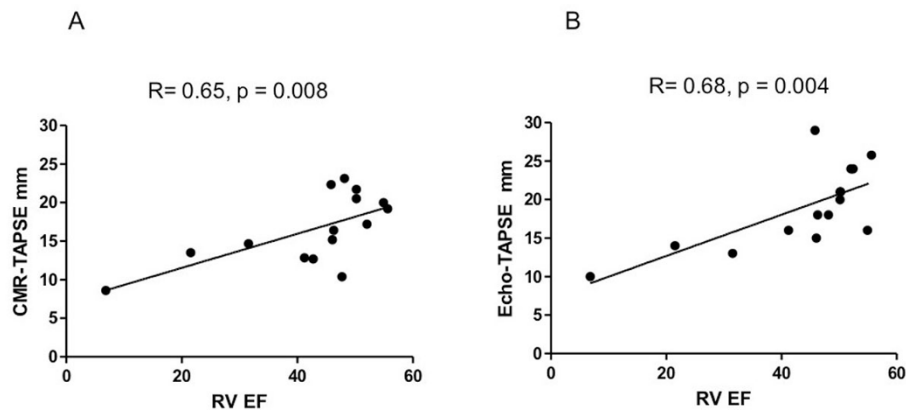 A
R= 0.65, p = 0.008
30
25
20
15
10
5
0
CMR-TAPSE mm
0 20 40 60
RV EF
B
R= 0.68, p = 0.004
30
25
20
15
10
5
0
Echo-TAPSE mm
0 20 40 60
RV EF